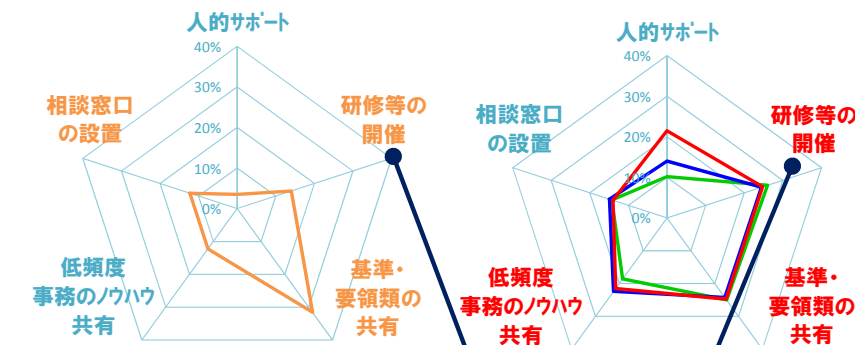 人的サポート
40%
30%
20%
10%
0%
相談窓口
の設置
研修等の
開催
低頻度
事務のノウハウ
共有
基準・
要領類の
共有
人的サポート
40%
30%
20%
10%
0%
相談窓口
の設置
研修等の
開催
低頻度
事務のノウハウ
共有
基準・
要領類の
共有